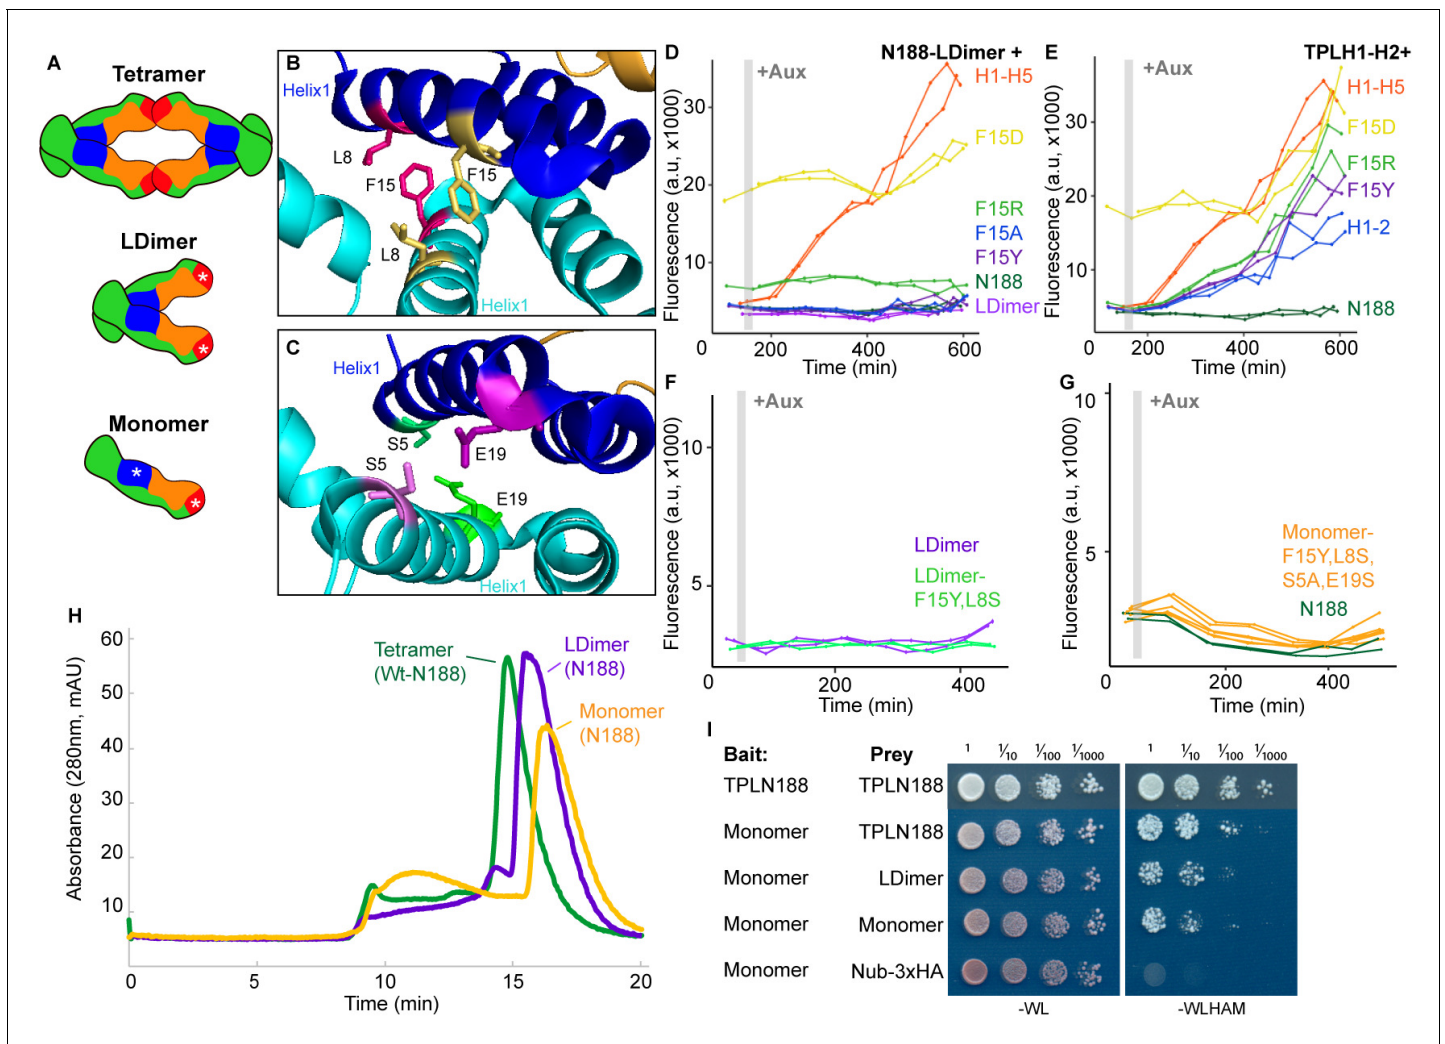 A
Tetramer
LDimer
*
*
Monomer
*
*
B
Helix1
L8
F15
F15
L8
Helix1
C
Helix1
S5
S5
E19
E19
Helix1
D
N188-LDimer +
+Aux
H1-H5
F15D
F15R
F15A
F15Y
N188
LDimer
Fluorescence (a.u, x1000)
30
20
10
0
200
400
600
Time (min)
E
TPLH1-H2+
+Aux
H1-H5
F15D
F15R
F15Y
H1-2
N188
Fluorescence (a.u, x1000)
30
20
10
0
200
400
600
Time (min)
F
+Aux
Fluorescence (a.u, x1000)
10
5
LDimer
LDimer-
F15Y,L8S
0
200
400
Time (min)
G
+Aux
Fluorescence (a.u, x1000)
10
5
Monomer-
F15Y,L8S,
S5A,E19S
N188
0
200
400
Time (min)
H
Absorbance (280nm, mAU)
60
50
40
30
20
10
Tetramer
(Wt-N188)
LDimer
(N188)
Monomer
(N188)
0
5
10
15
20
Time (min)
I
Bait: Prey 1 1/10 1/100 1/1000 1 1/10 1/100 1/1000
TPLN188 TPLN188
Monomer TPLN188
Monomer LDimer
Monomer Monomer
Monomer Nub-3xHA
-WL -WLHAM